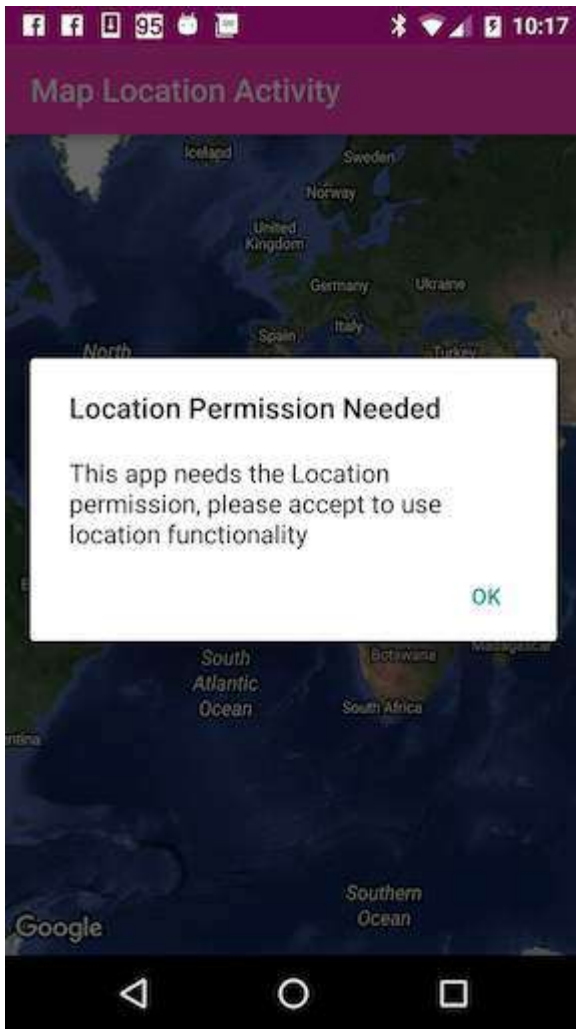 95
10:17
Map Location Activity
Iceland
Sweden
Norway
United
Kingdom
Germany
Ukraine
Spain
Italy
Turkey
North
Location Permission Needed
This app needs the Location
permission, please accept to use
location functionality
OK
South
Atlantic
Ocean
Botswana
Madagascar
South Africa
Southern
Ocean
Google